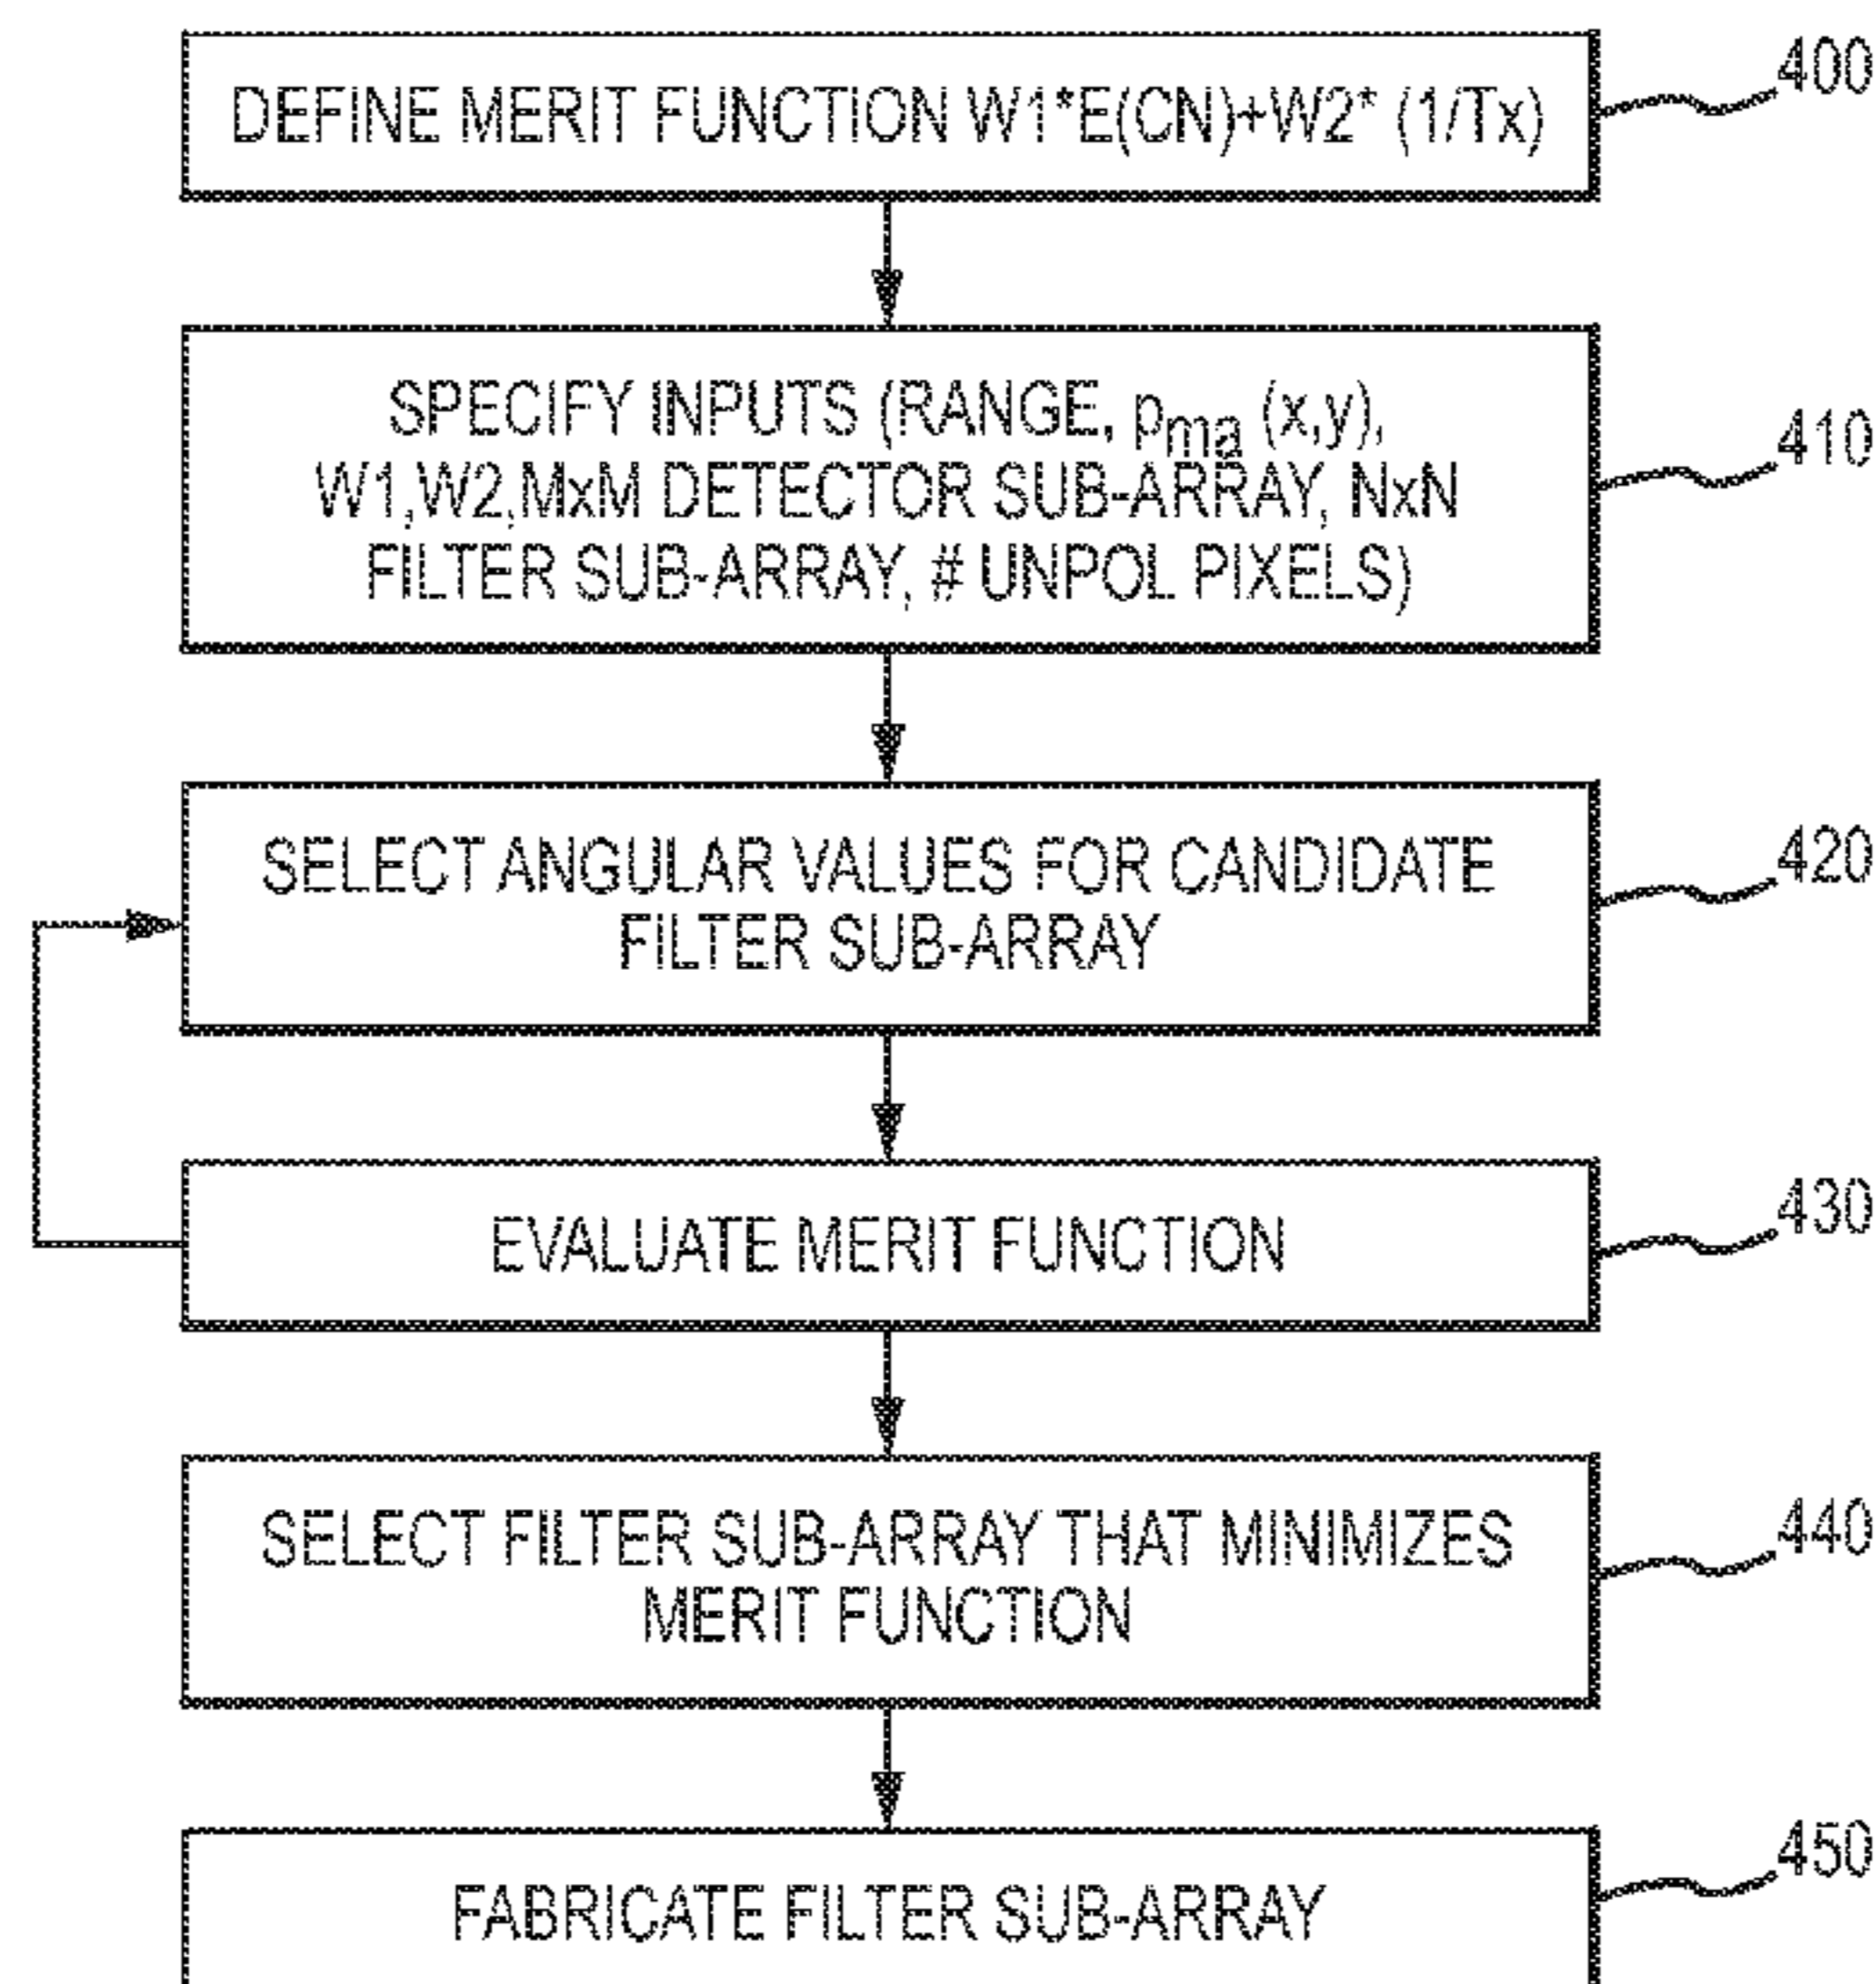 DEFINE MERIT FUNCTION W1*E(CN)+W2* (1/Tx)
400
SPECIFY INPUTS (RANGE, pma (x,y),
W1,W2,MxM DETECTOR SUB-ARRAY, NxN
FILTER SUB-ARRAY, # UNPOL PIXELS)
410
SELECT ANGULAR VALUES FOR CANDIDATE
FILTER SUB-ARRAY
420
EVALUATE MERIT FUNCTION
430
SELECT FILTER SUB-ARRAY THAT MINIMIZES
MERIT FUNCTION
440
FABRICATE FILTER SUB-ARRAY
450